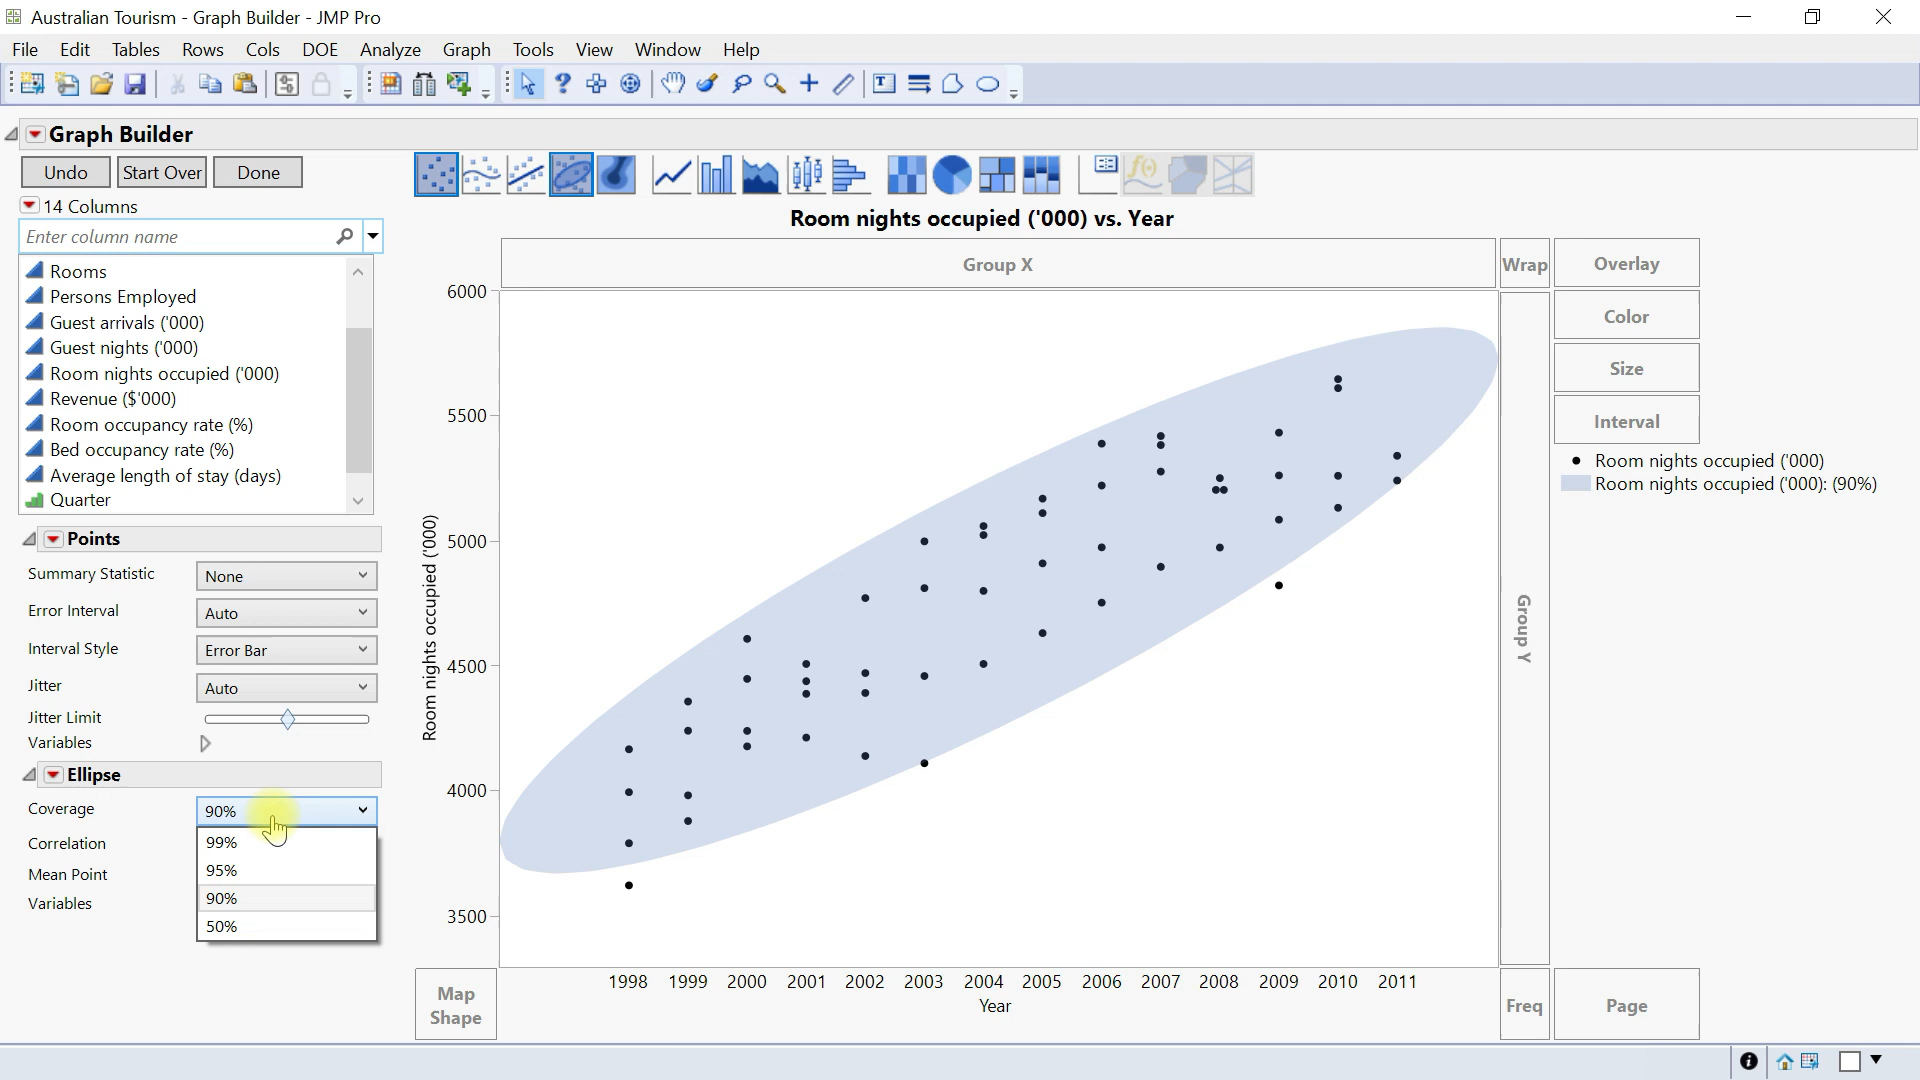 Australian Tourism - Graph Builder - JMP Pro
File Edit Tables Rows Cols DOE Analyze Graph Tools View Window Help
Graph Builder
Undo Start Over Done
14 Columns
Enter column name
Rooms
Persons Employed
Guest arrivals ('000)
Guest nights ('000)
Room nights occupied ('000)
Revenue ($'000)
Room occupancy rate (%)
Bed occupancy rate (%)
Average length of stay (days)
Quarter
Points
Summary Statistic None
Error Interval Auto
Interval Style Error Bar
Jitter Auto
Jitter Limit
Variables
Ellipse
Coverage 90%
99%
Correlation
95%
Mean Point
90%
Variables
50%
Room nights occupied ('000) vs. Year
Group X
Wrap
Overlay
Color
Size
Interval
Room nights occupied ('000)
Room nights occupied ('000): (90%)
Group Y
Room nights occupied ('000)
6000
5500
5000
4500
4000
3500
1998 1999 2000 2001 2002 2003 2004 2005 2006 2007 2008 2009 2010 2011
Year
Map
Shape
Freq
Page